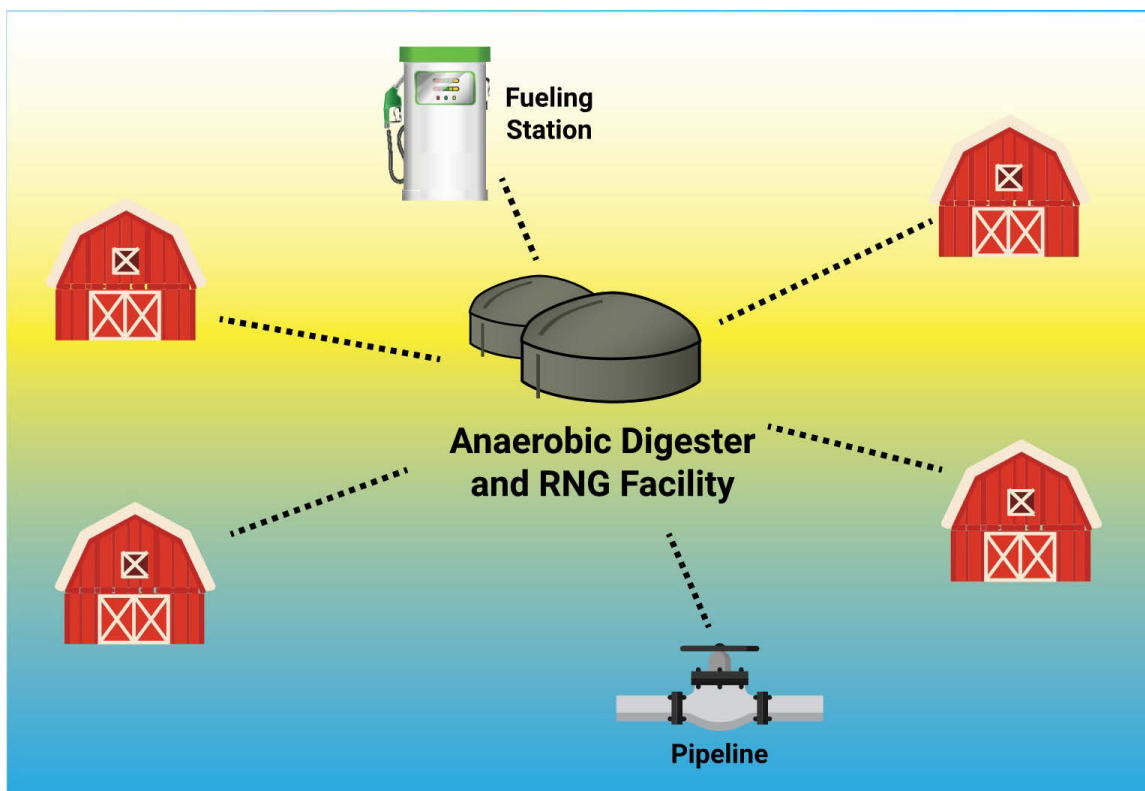 Fueling
Station
Anaerobic Digester
and RNG Facility
Pipeline